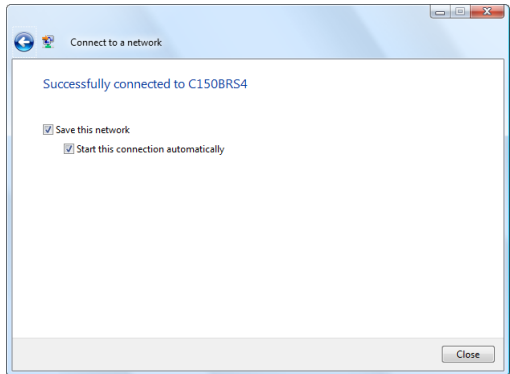 Connect to a network
Successfully connected to C150BRS4
Save this network
Start this connection automatically
Close